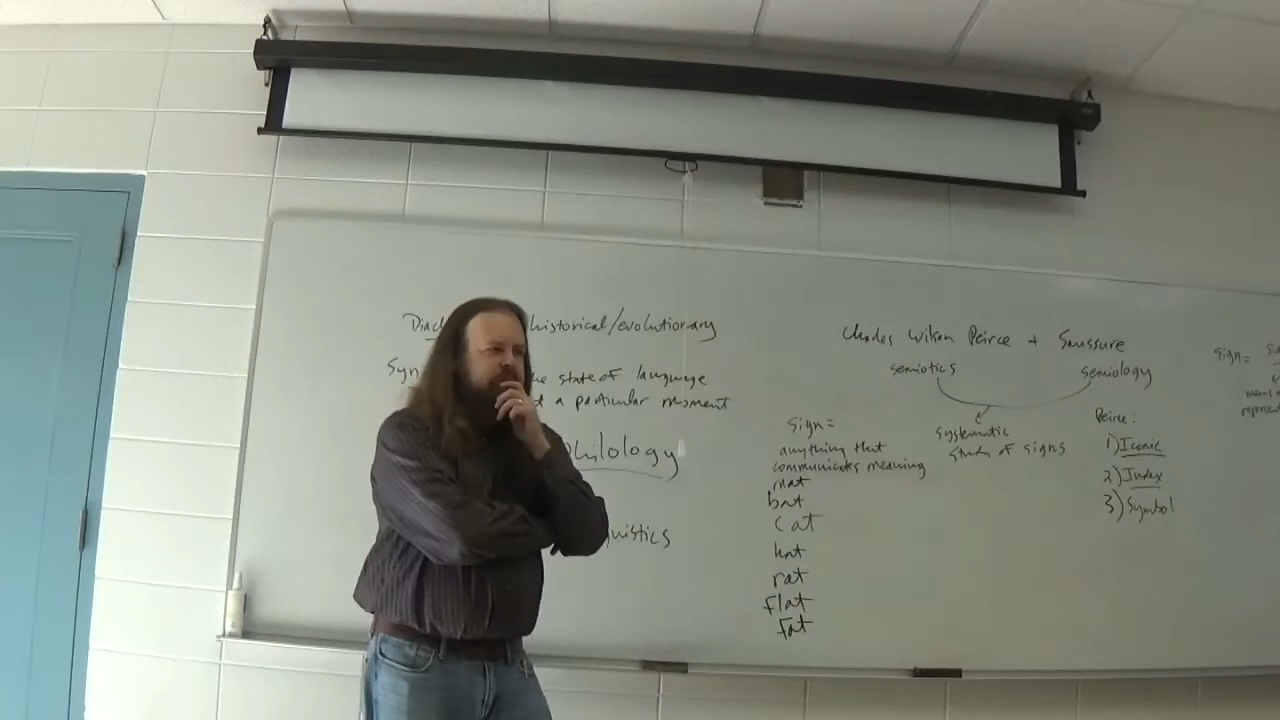 historical/evolutionary
Syn
state of language
a particular moment
philology
uistics
Charles Wilson Peirce + Saussure
semiotics
semiology
systematic
study of signs
Sign=
anything that
communicates meaning
mat
bat
cat
hat
rat
flat
fat
Peirce:
1) Iconic
2) Index
3) Symbol
sign=